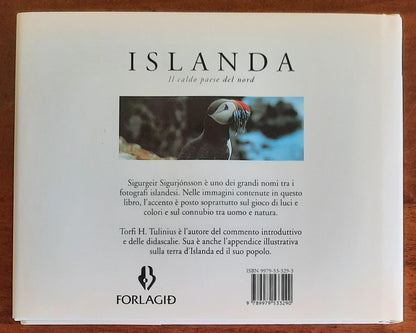 ISLANDA
Il caldo paese del nord
Sigurgeir Sigurjónsson è uno dei grandi nomi tra i
fotografi islandesi. Nelle immagini contenute in questo
libro, l'accento è posto soprattutto sul gioco di luci e
colori e sul connubio tra uomo e natura.
Torfi H. Tulinius è l'autore del commento introduttivo
e delle didascalie. Sua è anche l'appendice illustrativa
sulla terra d'Islanda ed il suo popolo.
ISBN 9979-53-329-3
9 789979 533290
FORLAGIÐ